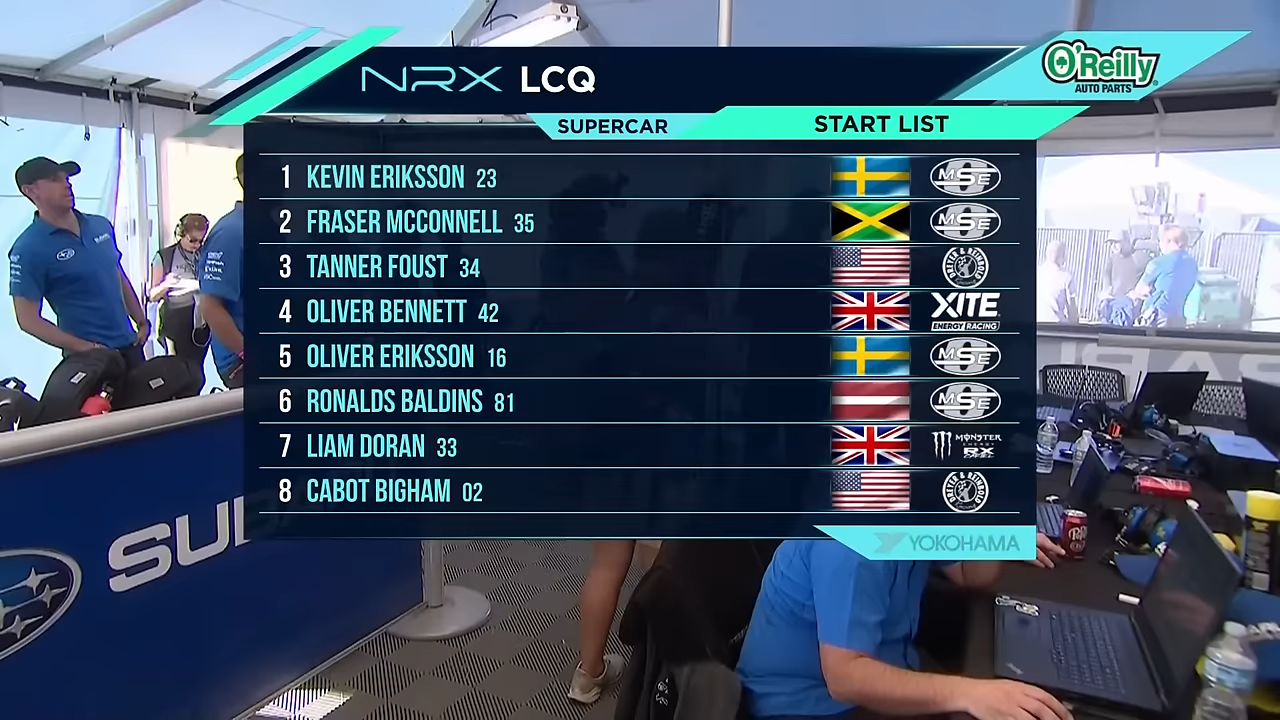 NRX LCQ
O'Reilly
AUTO PARTS
SUPERCAR
START LIST
1 KEVIN ERIKSSON 23 MSE
2 FRASER MCCONNELL 35 MSE
3 TANNER FOUST 34
4 OLIVER BENNETT 42 XITE
ENERGY RACING
5 OLIVER ERIKSSON 16 MSE
6 RONALDS BALDINS 81 MSE
7 LIAM DORAN 33 MONSTER
ENERGY
RX
8 CABOT BIGHAM 02
YOKOHAMA
SU